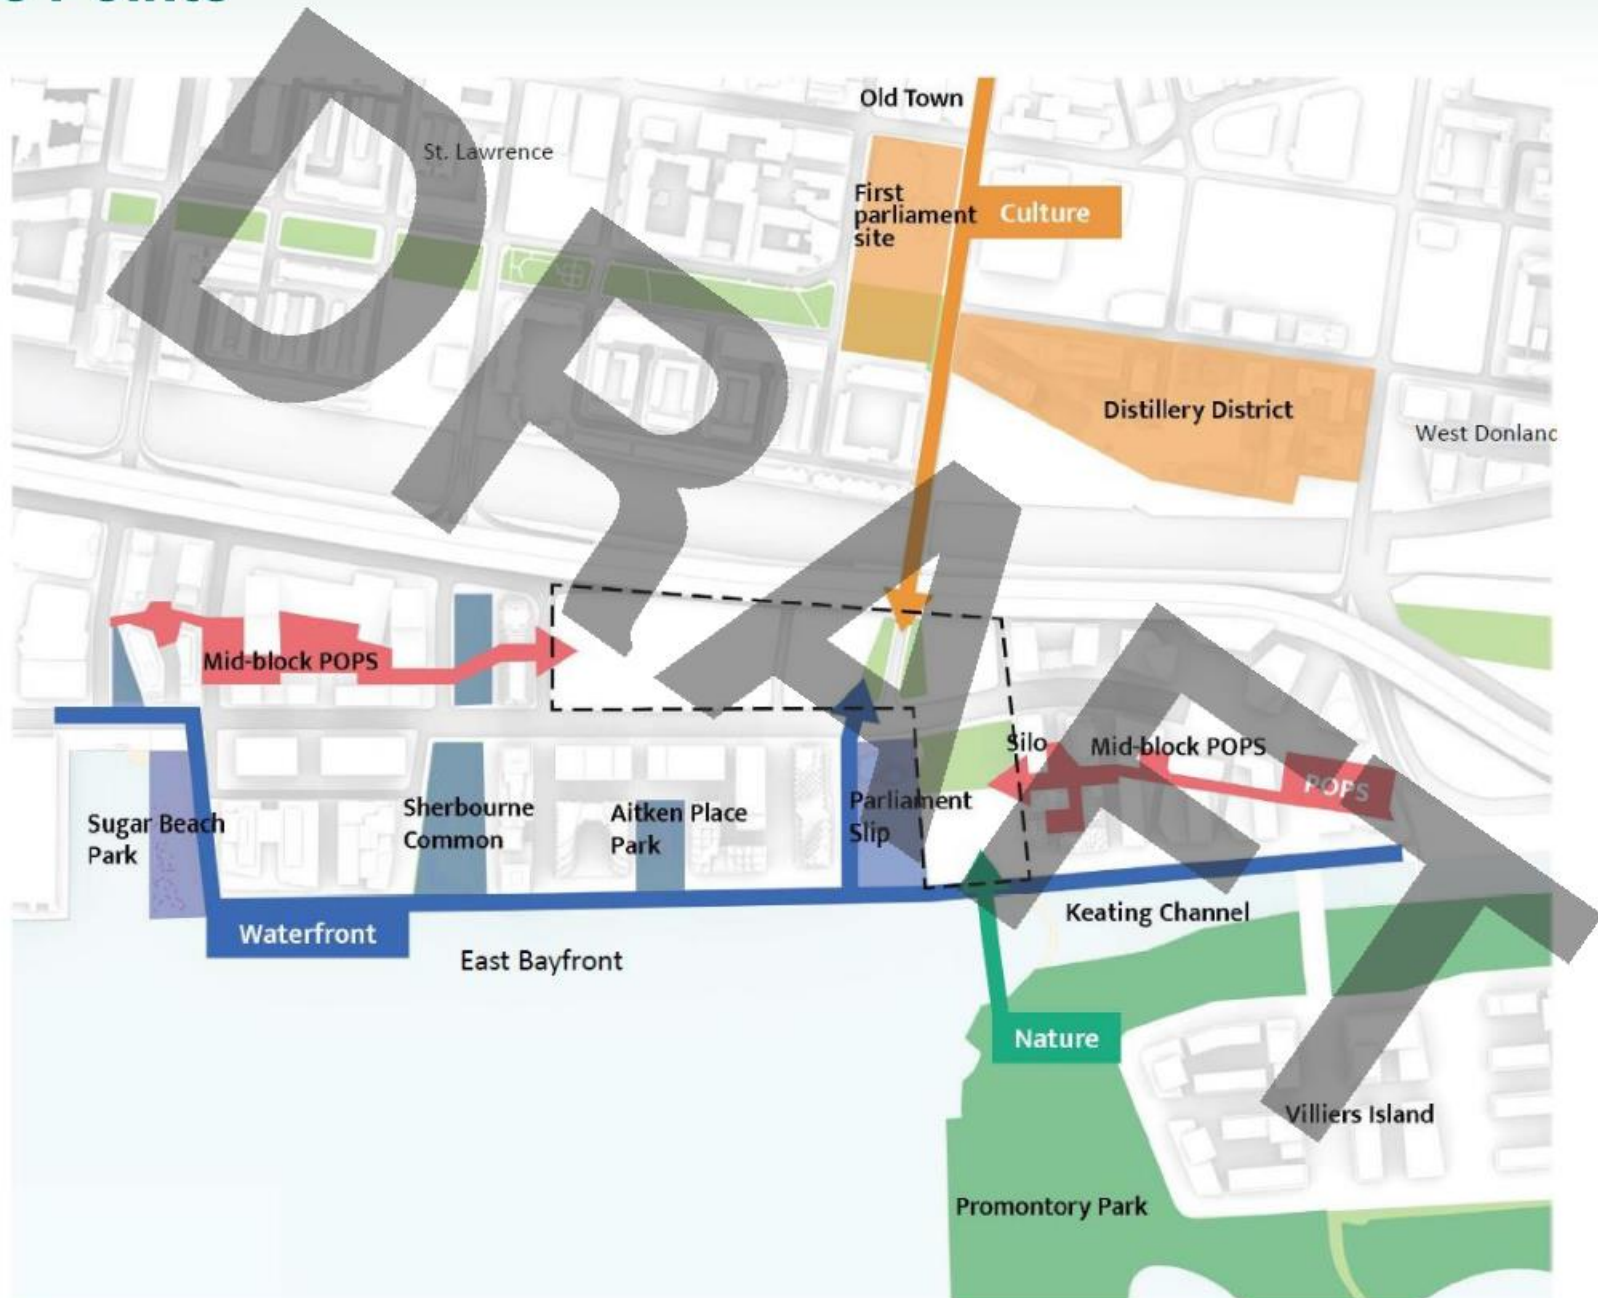 Old Town
St. Lawrence
First
parliament
site
Culture
Distillery District
West Donlanc
Mid-block POPS
Silo
Mid-block POPS
POPS
Sugar Beach
Park
Sherbourne
Common
Aitken Place
Park
Parliament
Slip
Waterfront
East Bayfront
Keating Channel
Nature
Villiers Island
Promontory Park
DRAFT